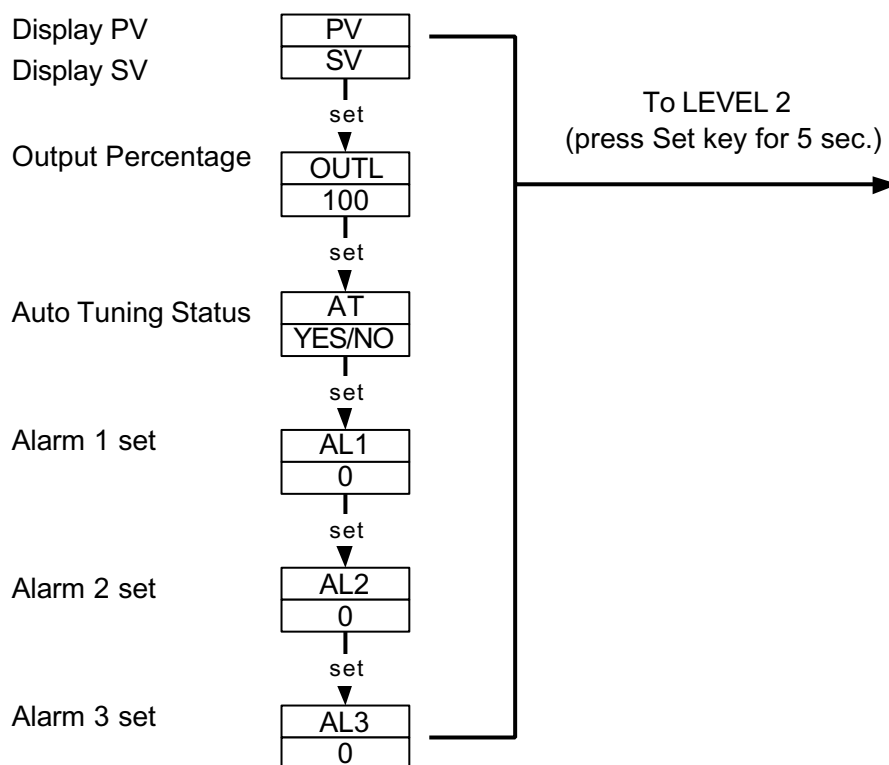 Display PV
PV
Display SV
SV
set
Output Percentage
OUTL
100
set
Auto Tuning Status
AT
YES/NO
set
Alarm 1 set
AL1
0
set
Alarm 2 set
AL2
0
set
Alarm 3 set
AL3
0
To LEVEL 2
(press Set key for 5 sec.)